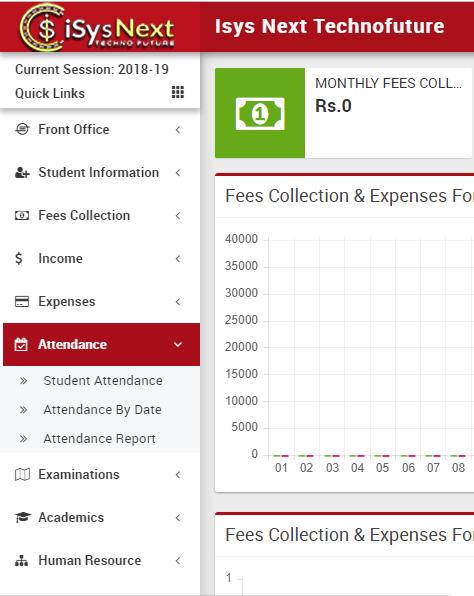 iSysNext
TECHNO FUTURE
Isys Next Technofuture
Current Session: 2018-19
Quick Links
Front Office
Student Information
Fees Collection
Income
Expenses
Attendance
Student Attendance
Attendance By Date
Attendance Report
Examinations
Academics
Human Resource
MONTHLY FEES COLL...
Rs.0
Fees Collection & Expenses Fo
40000
35000
30000
25000
20000
15000
10000
5000
0
01 02 03 04 05 06 07 08
Fees Collection & Expenses Fo
1